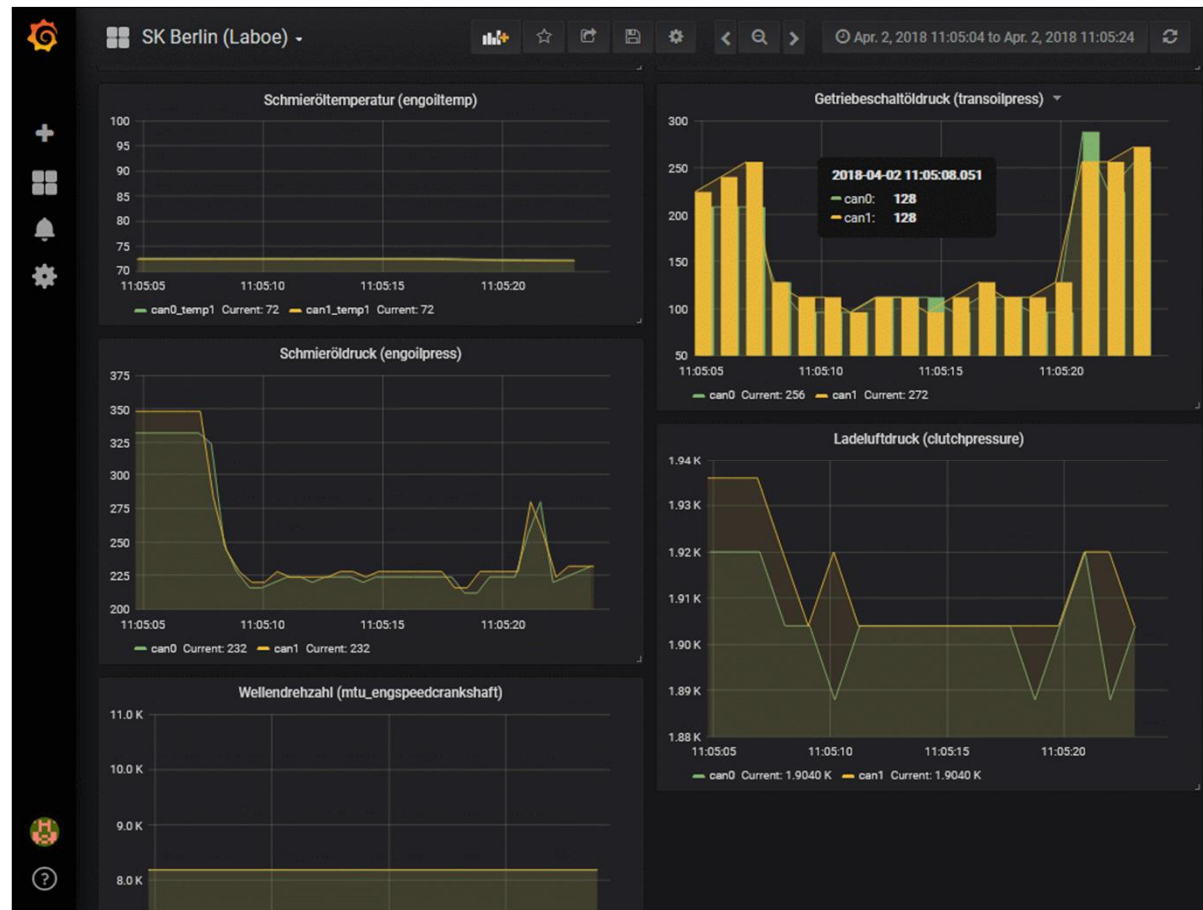 SK Berlin (Laboe)
Apr. 2, 2018 11:05:04 to Apr. 2, 2018 11:05:24
Schmieröltemperatur (engoiltemp)
100
95
90
85
80
75
70
11:05:05 11:05:10 11:05:15 11:05:20
can0_temp1 Current: 72 can1_temp1 Current: 72
Schmieröldruck (engoilpress)
375
350
325
300
275
250
225
200
11:05:05 11:05:10 11:05:15 11:05:20
can0 Current: 232 can1 Current: 232
Wellendrehzahl (mtu_engspeedcrankshaft)
11.0 K
10.0 K
9.0 K
8.0 K
Getriebeschaltöldruck (transoilpress)
300
250
200
150
100
50
2018-04-02 11:05:08.051
can0: 128
can1: 128
11:05:05 11:05:10 11:05:15 11:05:20
can0 Current: 256 can1 Current: 272
Ladeluftdruck (clutchpressure)
1.94 K
1.93 K
1.92 K
1.91 K
1.90 K
1.89 K
1.88 K
11:05:05 11:05:10 11:05:15 11:05:20
can0 Current: 1.9040 K can1 Current: 1.9040 K